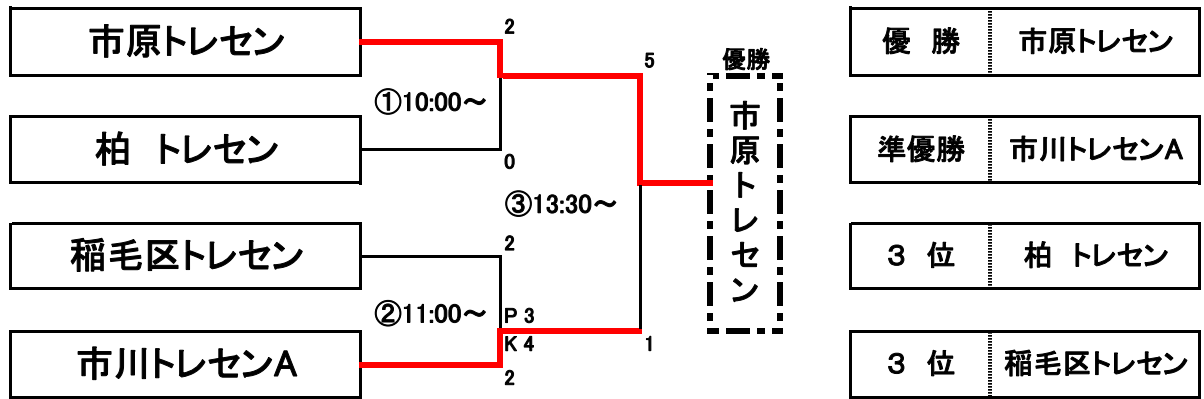 市原トレセン
2
①10:00～
柏　トレセン
0
稲毛区トレセン
2
②11:00～
P 3
K 4
市川トレセンA
2
5
③13:30～
1
優勝
市原トレセン
優　勝
市原トレセン
準優勝
市川トレセンA
３　位
柏　トレセン
３　位
稲毛区トレセン